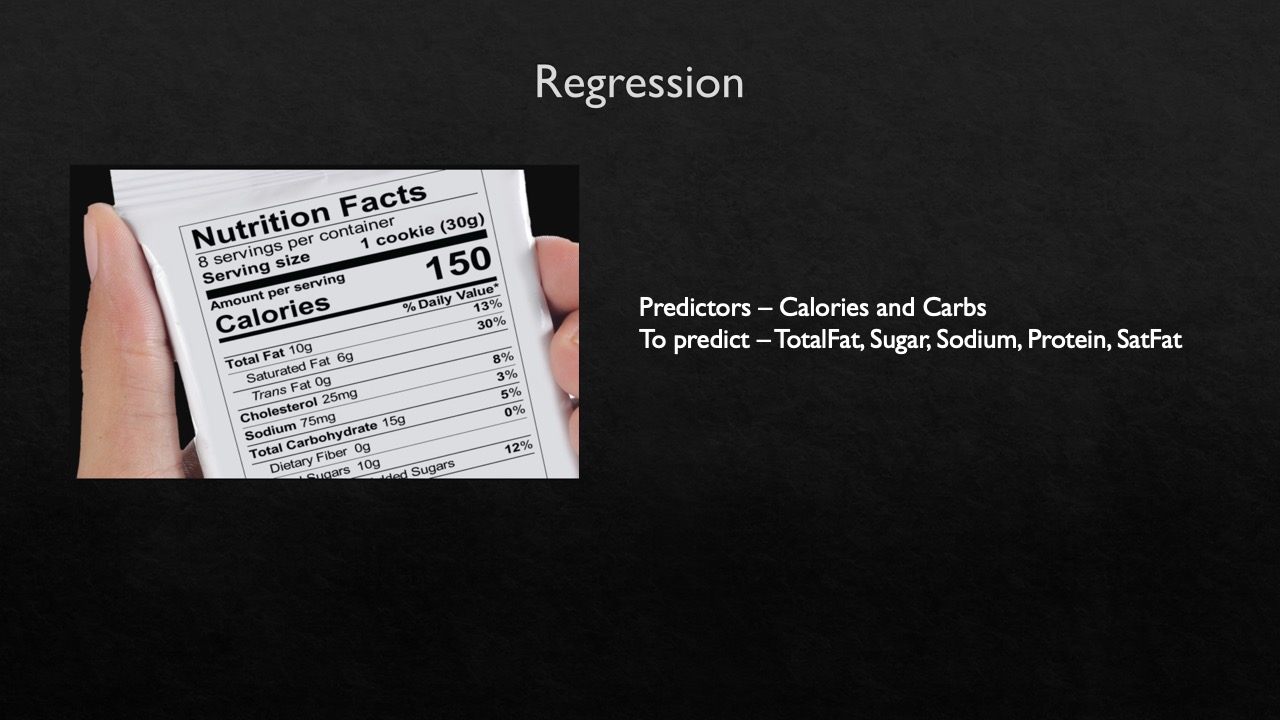 Regression
Nutrition Facts
8 servings per container
Serving size 1 cookie (30g)
Amount per serving
Calories 150
% Daily Value*
Total Fat 10g 13%
Saturated Fat 6g 30%
Trans Fat 0g
Cholesterol 25mg 8%
Sodium 75mg 3%
Total Carbohydrate 15g 5%
Dietary Fiber 0g 0%
Sugars 10g
Sugars 12%
Predictors – Calories and Carbs
To predict – TotalFat, Sugar, Sodium, Protein, SatFat